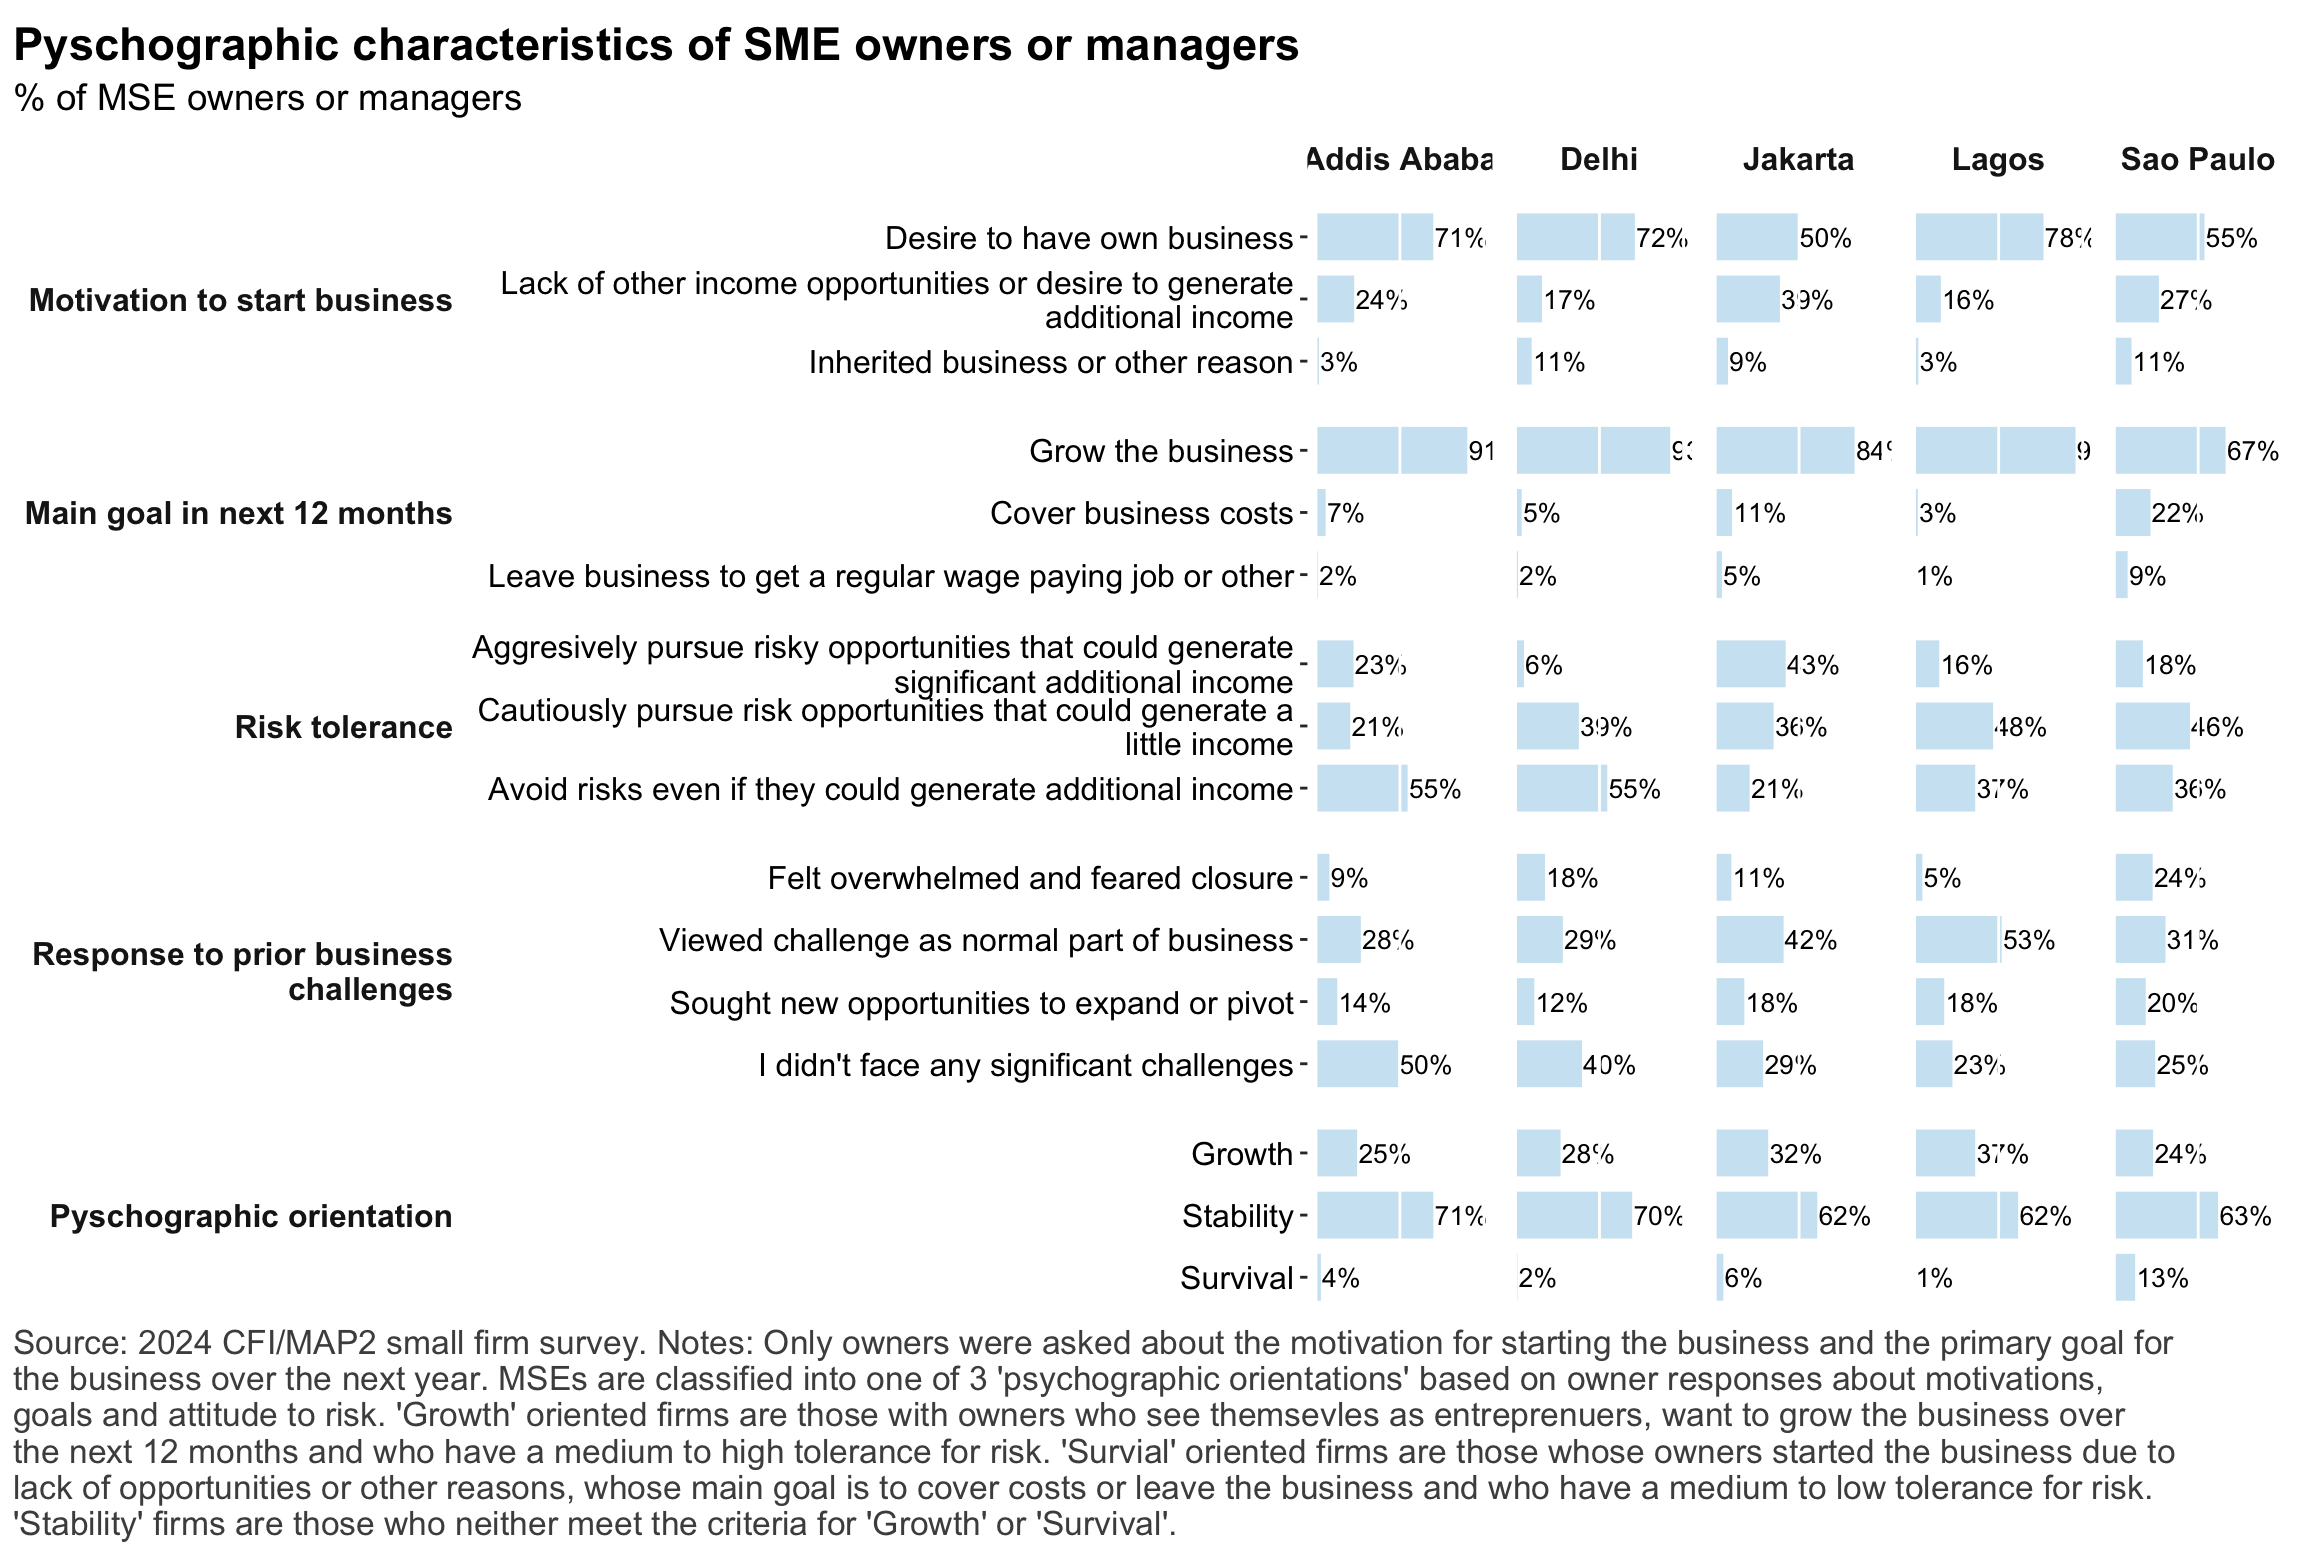 Pyschographic characteristics of SME owners or managers
% of MSE owners or managers
Addis Ababa Delhi Jakarta Lagos Sao Paulo
Motivation to start business
Desire to have own business 71% 72% 50% 78% 55%
Lack of other income opportunities or desire to generate
additional income 24% 17% 39% 16% 27%
Inherited business or other reason 3% 11% 9% 3% 11%
Main goal in next 12 months
Grow the business 91 84% 67%
Cover business costs 7% 5% 11% 3% 22%
Leave business to get a regular wage paying job or other 2% 2% 5% 1% 9%
Risk tolerance
Aggresively pursue risky opportunities that could generate
significant additional income 23% 6% 43% 16% 18%
Cautiously pursue risk opportunities that could generate a
little income 21% 39% 36% 48% 46%
Avoid risks even if they could generate additional income 55% 55% 21% 37% 36%
Response to prior business
challenges
Felt overwhelmed and feared closure 9% 18% 11% 5% 24%
Viewed challenge as normal part of business 28% 29% 42% 53% 31%
Sought new opportunities to expand or pivot 14% 12% 18% 18% 20%
I didn't face any significant challenges 50% 40% 29% 23% 25%
Pyschographic orientation
Growth 25% 28% 32% 37% 24%
Stability 71% 70% 62% 62% 63%
Survival 4% 2% 6% 1% 13%
Source: 2024 CFI/MAP2 small firm survey. Notes: Only owners were asked about the motivation for starting the business and the primary goal for
the business over the next year. MSEs are classified into one of 3 'psychographic orientations' based on owner responses about motivations,
goals and attitude to risk. 'Growth' oriented firms are those with owners who see themsevles as entreprenuers, want to grow the business over
the next 12 months and who have a medium to high tolerance for risk. 'Survial' oriented firms are those whose owners started the business due to
lack of opportunities or other reasons, whose main goal is to cover costs or leave the business and who have a medium to low tolerance for risk.
'Stability' firms are those who neither meet the criteria for 'Growth' or 'Survival'.